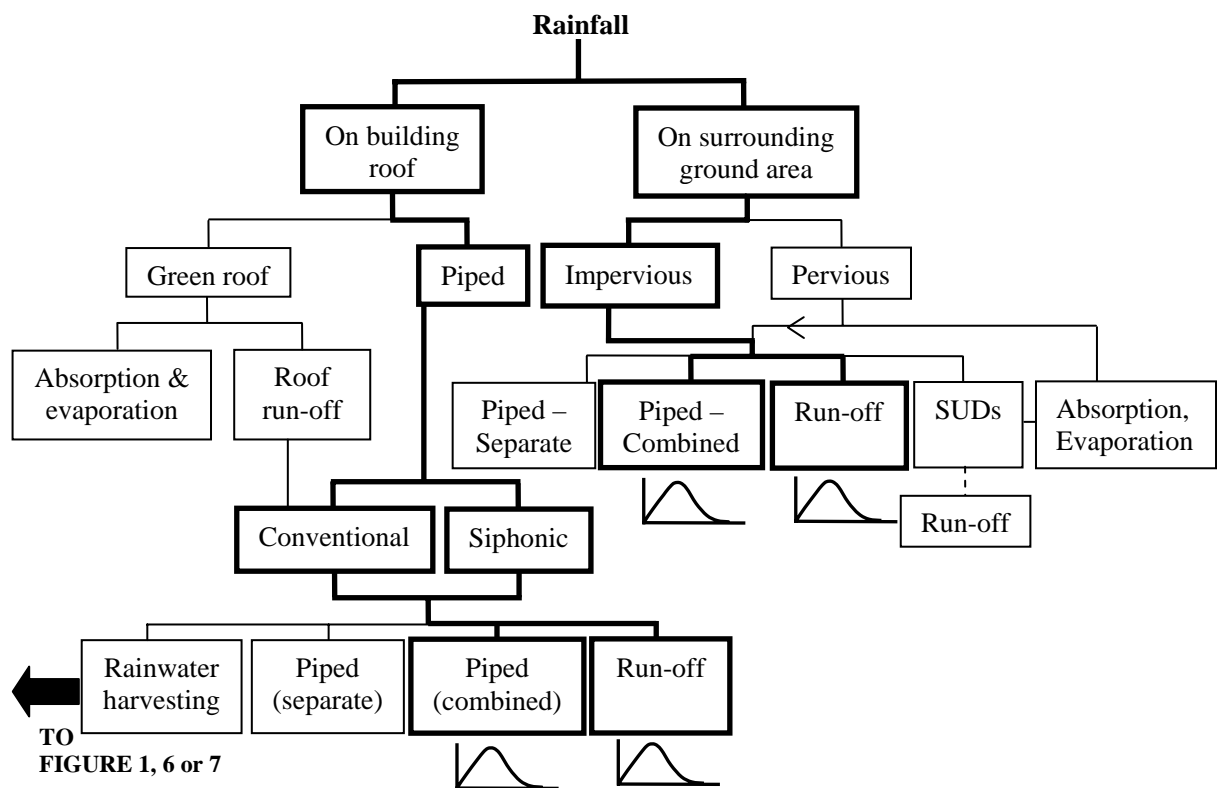 Rainfall
On building
roof
On surrounding
ground area
Green roof
Piped
Impervious
Pervious
Absorption &
evaporation
Roof
run-off
Piped –
Separate
Piped –
Combined
Run-off
SUDs
Absorption,
Evaporation
Run-off
Conventional
Siphonic
Rainwater
harvesting
Piped
(separate)
Piped
(combined)
Run-off
TO
FIGURE 1, 6 or 7